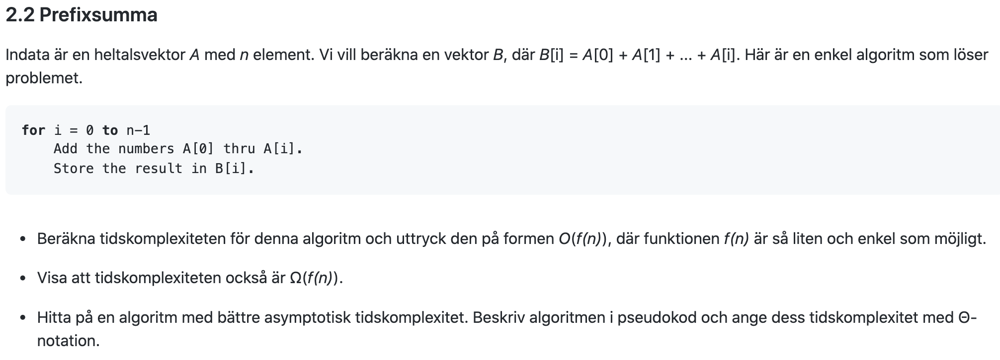 2.2 Prefixsumma
Indata är en heltalsvektor A med n element. Vi vill beräkna en vektor B, där B[i] = A[0] + A[1] + ... + A[i]. Här är en enkel algoritm som löser
problemet.
for i = 0 to n-1
    Add the numbers A[0] thru A[i].
    Store the result in B[i].
• Beräkna tidskomplexiteten för denna algoritm och uttryck den på formen O(f(n)), där funktionen f(n) är så liten och enkel som möjligt.
• Visa att tidskomplexiteten också är Ω(f(n)).
• Hitta på en algoritm med bättre asymptotisk tidskomplexitet. Beskriv algoritmen i pseudokod och ange dess tidskomplexitet med Θ-
notation.